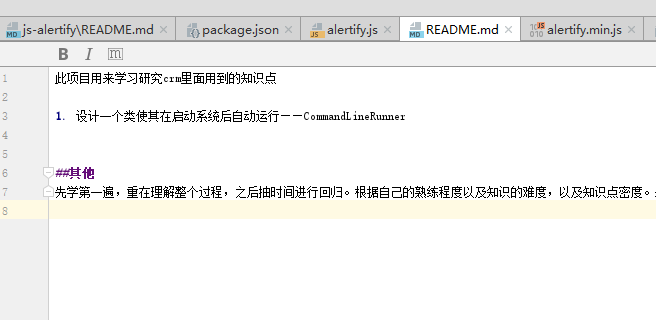 js-alertify\README.md
package.json
alertify.js
README.md
alertify.min.js
B I m
1 此项目用来学习研究crm里面用到的知识点
2
3 1. 设计一个类使其在启动系统后自动运行——CommandLineRunner
4
5
6 ##其他
7 先学第一遍，重在理解整个过程，之后抽时间进行回归。根据自己的熟练程度以及知识的难度，以及知识点密度。
8